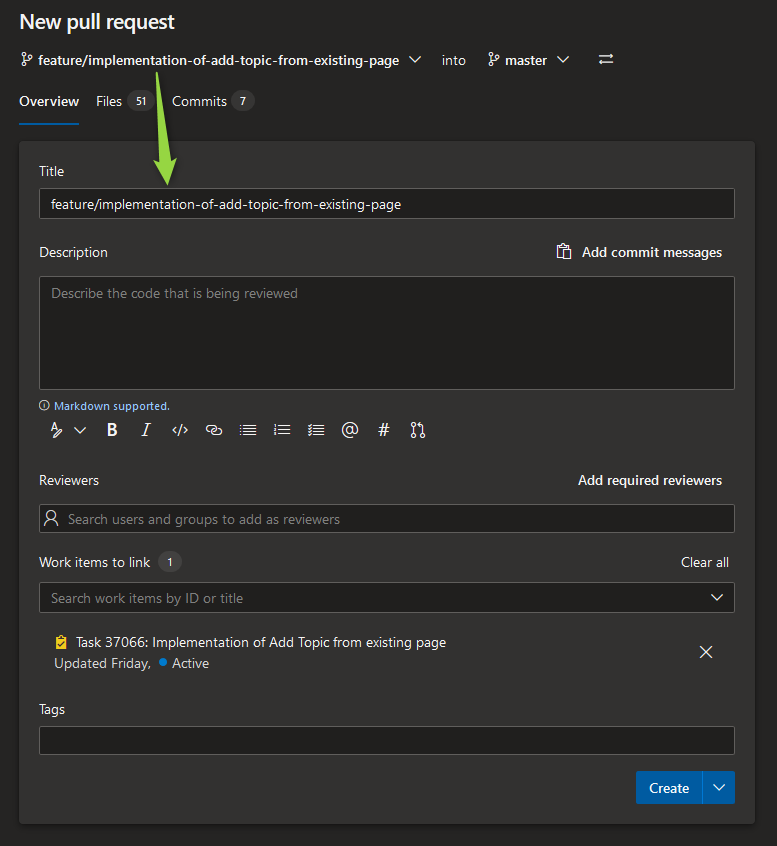 New pull request
feature/implementation-of-add-topic-from-existing-page into master
Overview Files 51 Commits 7
Title
feature/implementation-of-add-topic-from-existing-page
Description Add commit messages
Describe the code that is being reviewed
Markdown supported.
B I </> @ #
Reviewers Add required reviewers
Search users and groups to add as reviewers
Work items to link 1 Clear all
Search work items by ID or title
Task 37066: Implementation of Add Topic from existing page
Updated Friday, Active
Tags
Create